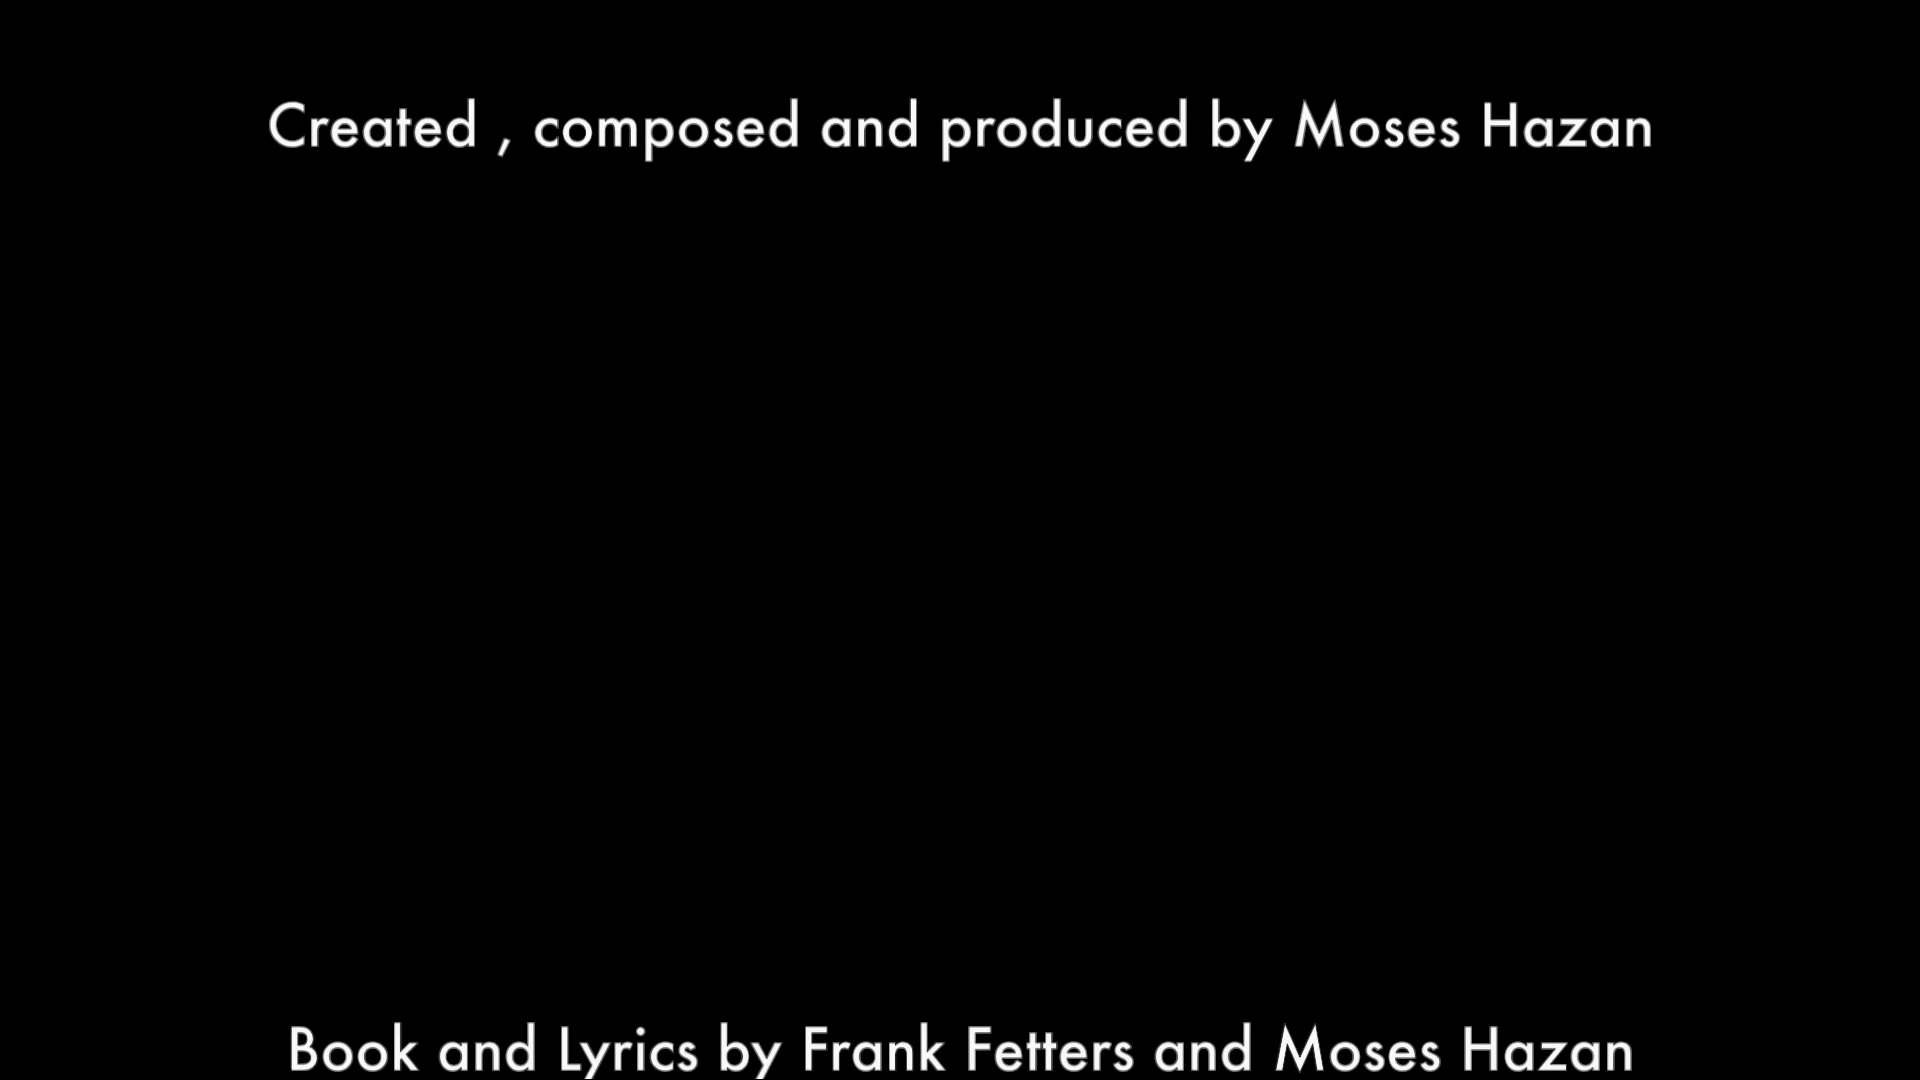 Created , composed and produced by Moses Hazan
Book and Lyrics by Frank Fetters and Moses Hazan